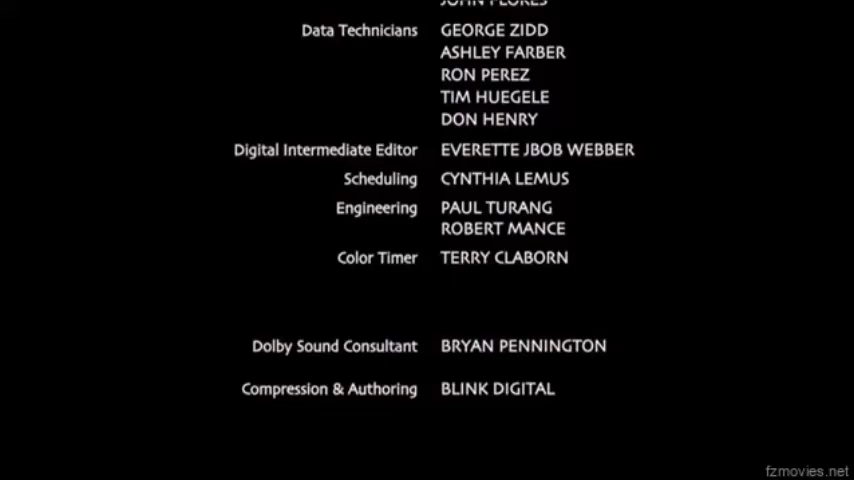 JOHN FLORES
Data Technicians GEORGE ZIDD
ASHLEY FARBER
RON PEREZ
TIM HUEGELE
DON HENRY
Digital Intermediate Editor EVERETTE JBOB WEBBER
Scheduling CYNTHIA LEMUS
Engineering PAUL TURANG
ROBERT MANCE
Color Timer TERRY CLABORN
Dolby Sound Consultant BRYAN PENNINGTON
Compression & Authoring BLINK DIGITAL
fzmovies.net